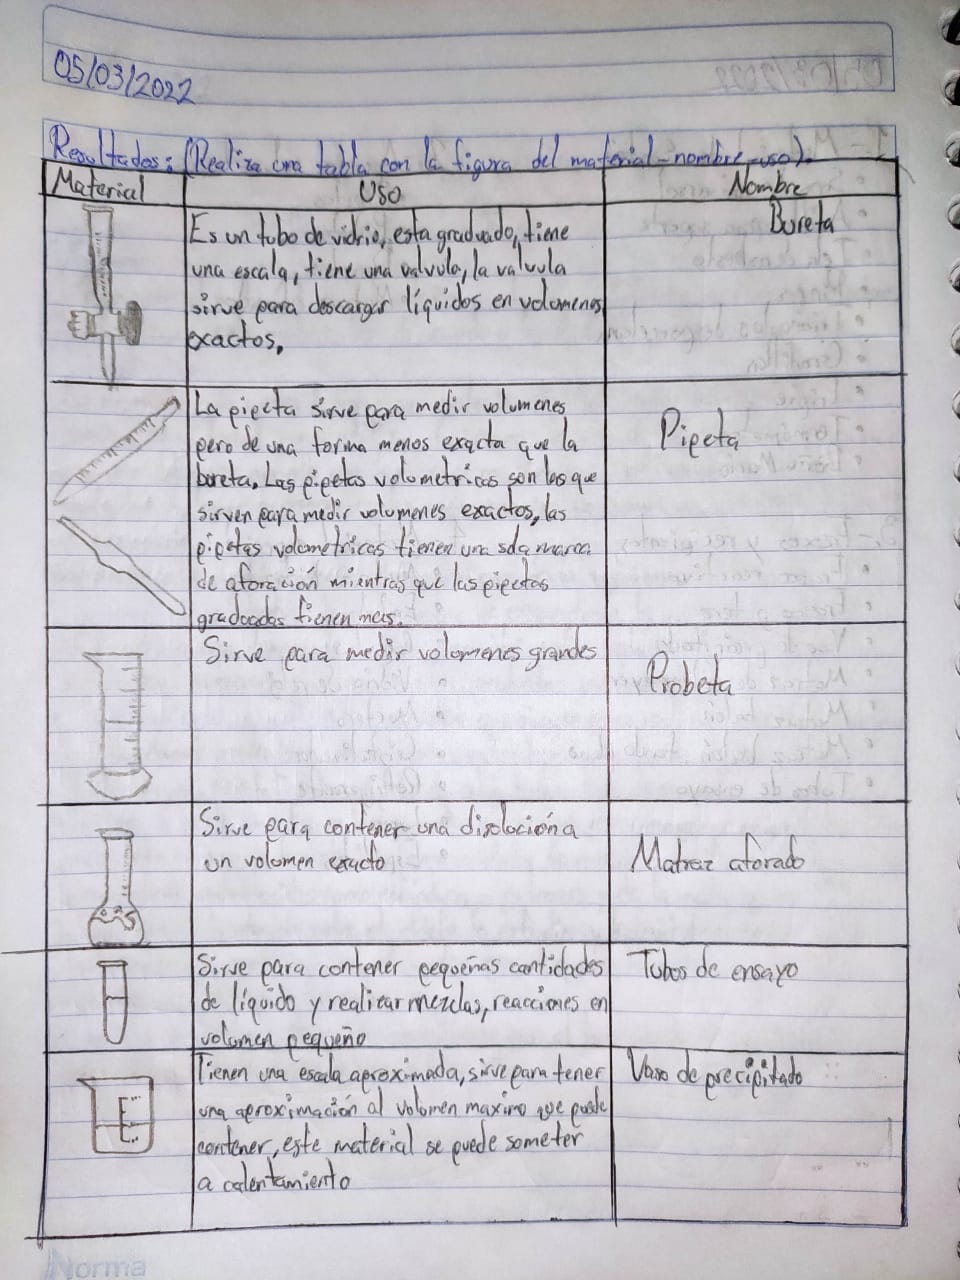 05/03/2022
Resultados: (Realiza una tabla con la figura del material-nombre-uso).
Material
Uso
Nombre
Es un tubo de vidrio, esta graduado, tiene
una escala, tiene una valvula, la valvula
sirve para descargar líquidos en volumenes
exactos.
Bureta
La pipeta sirve para medir volumenes
pero de una forma menos exacta que la
bureta. Las pipetas volumetricas son las que
sirven para medir volumenes exactos, las
pipetas volumetricas tienen una sola marca
de aforación mientras que las pipetas
graduadas tienen mas.
Pipeta
Sirve para medir volumenes grandes
Probeta
Sirve para contener una disolución a
un volumen exacto
Matraz aforado
Sirve para contener pequeñas cantidades
de líquido y realizar mezclas, reacciones en
volumen pequeño
Tubos de ensayo
Tienen una escala aproximada, sirve para tener
una aproximación al volumen maximo que puede
contener, este material se puede someter
a calentamiento
Vaso de precipitado
Norma